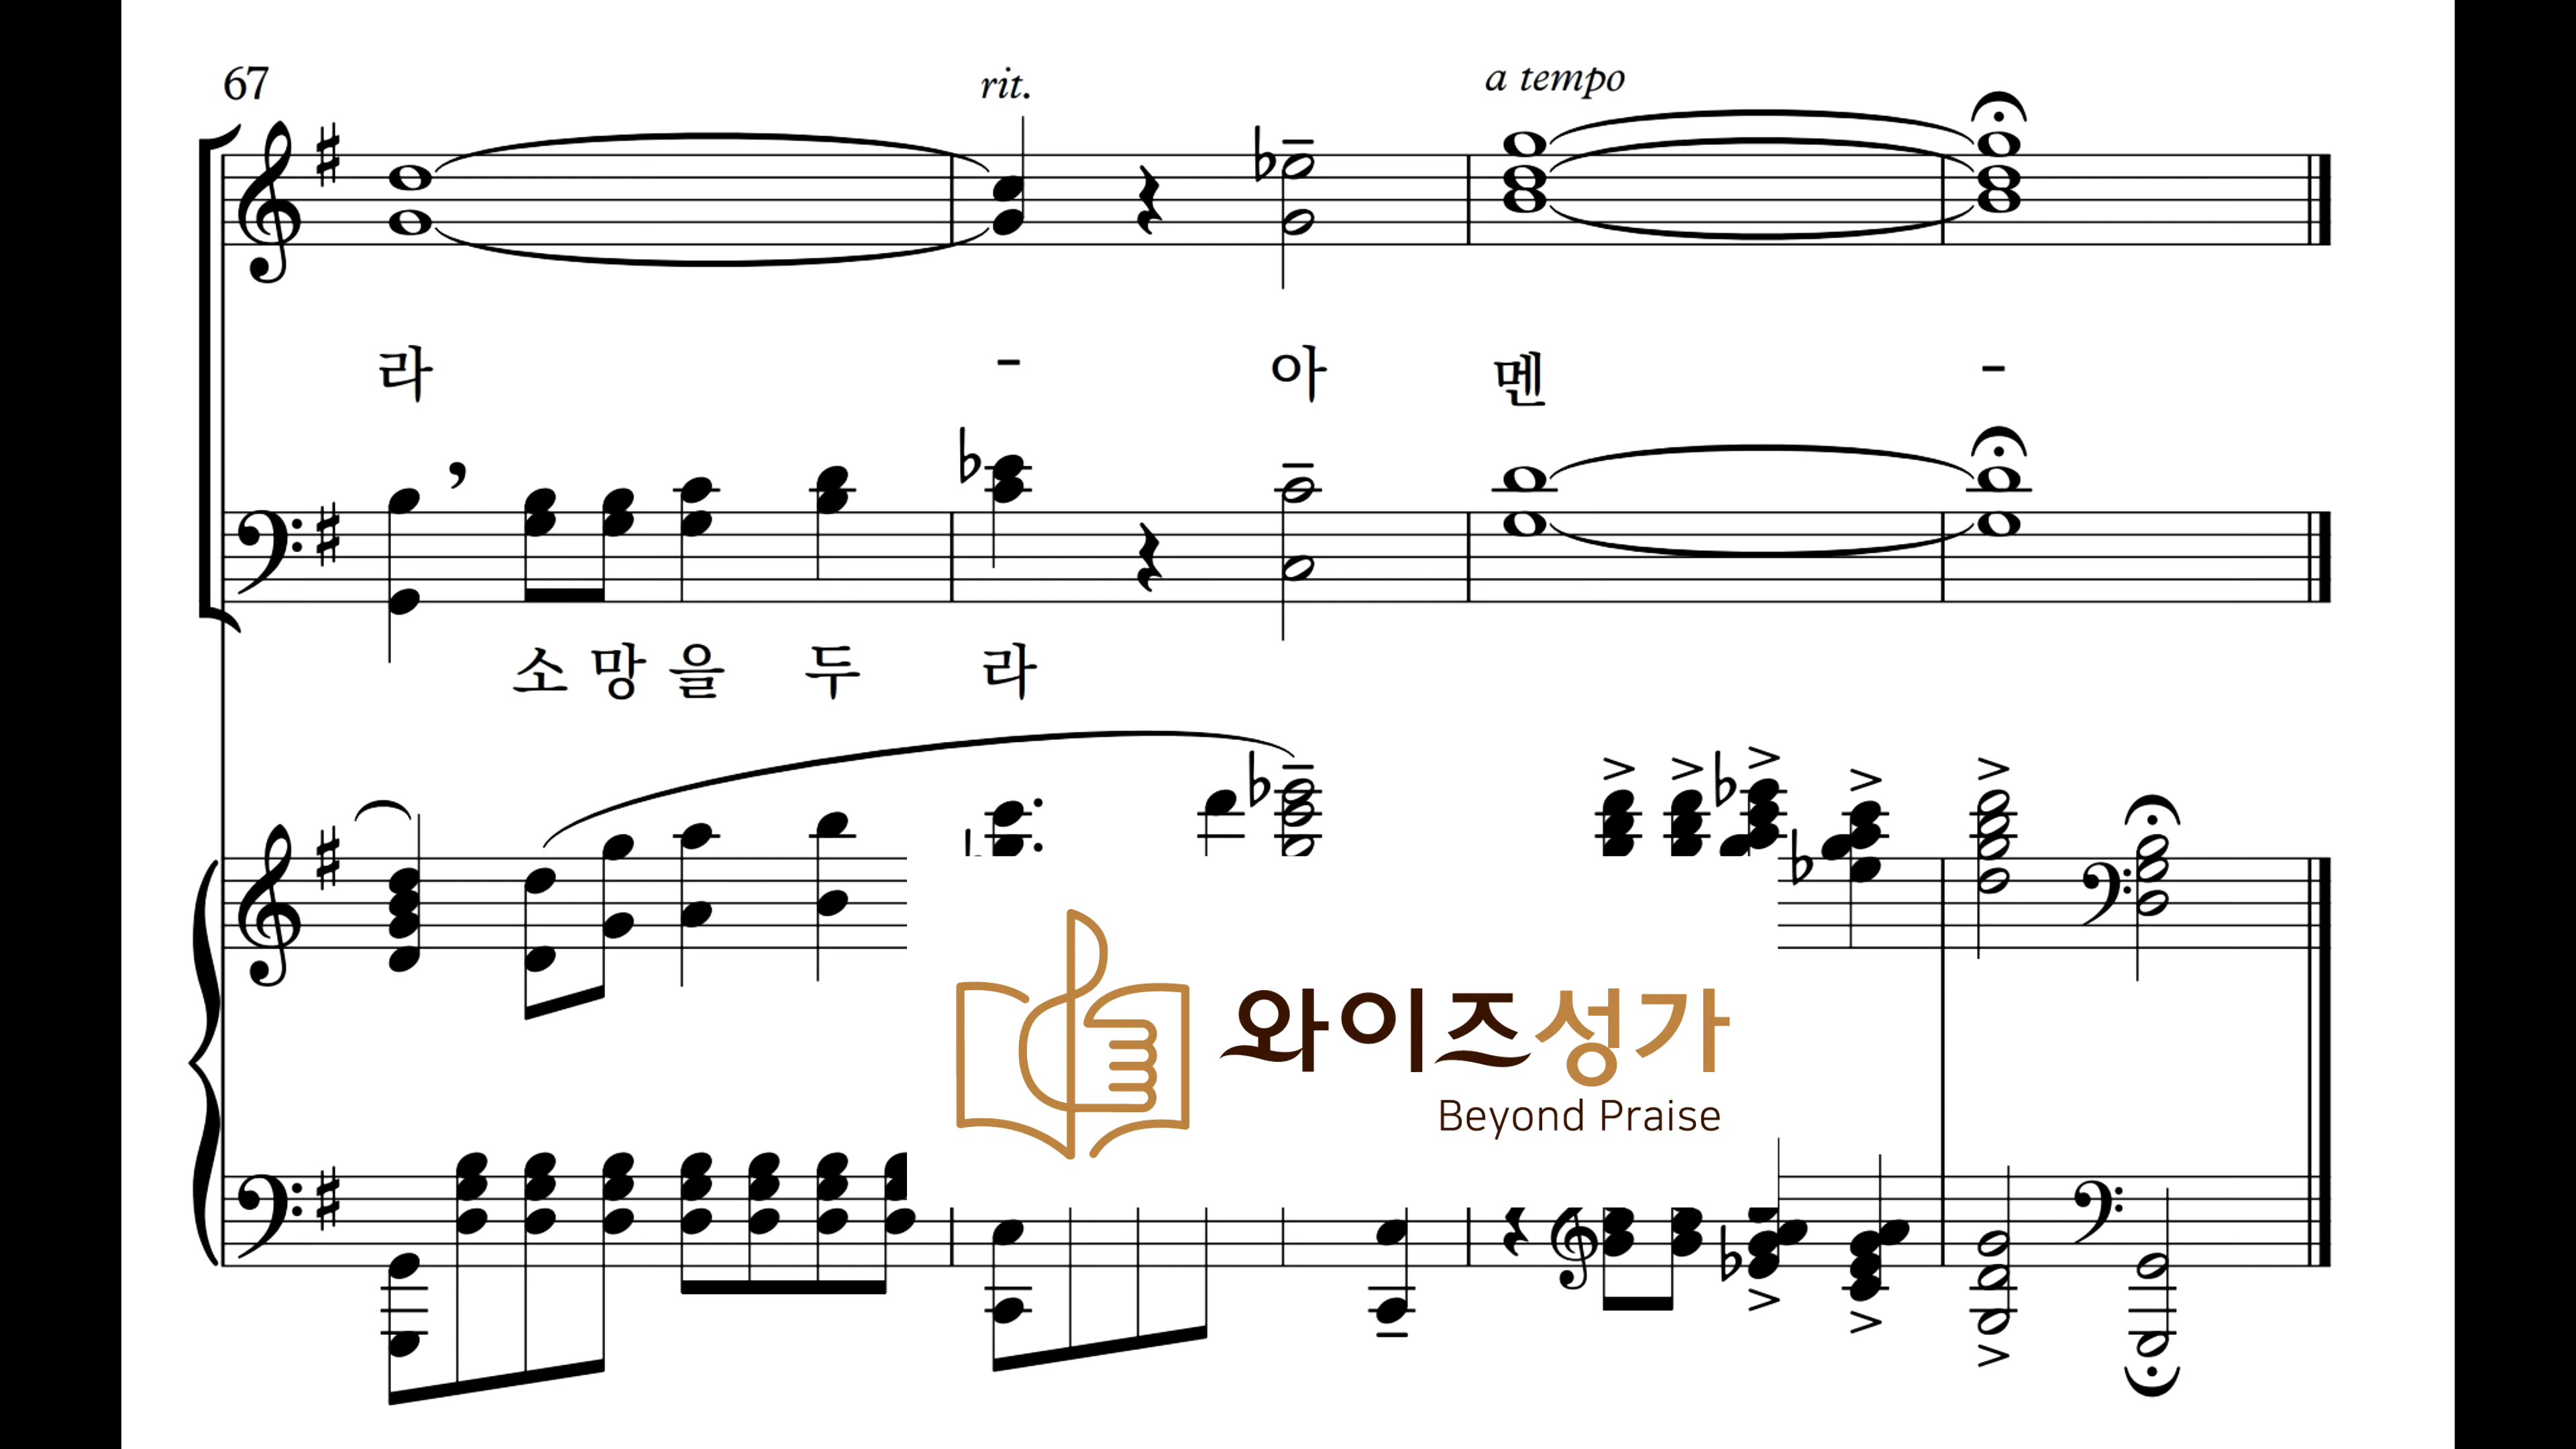 67
rit.
a tempo
라 - 아 멘 -
소 망 을 두 라
와이즈성가
Beyond Praise